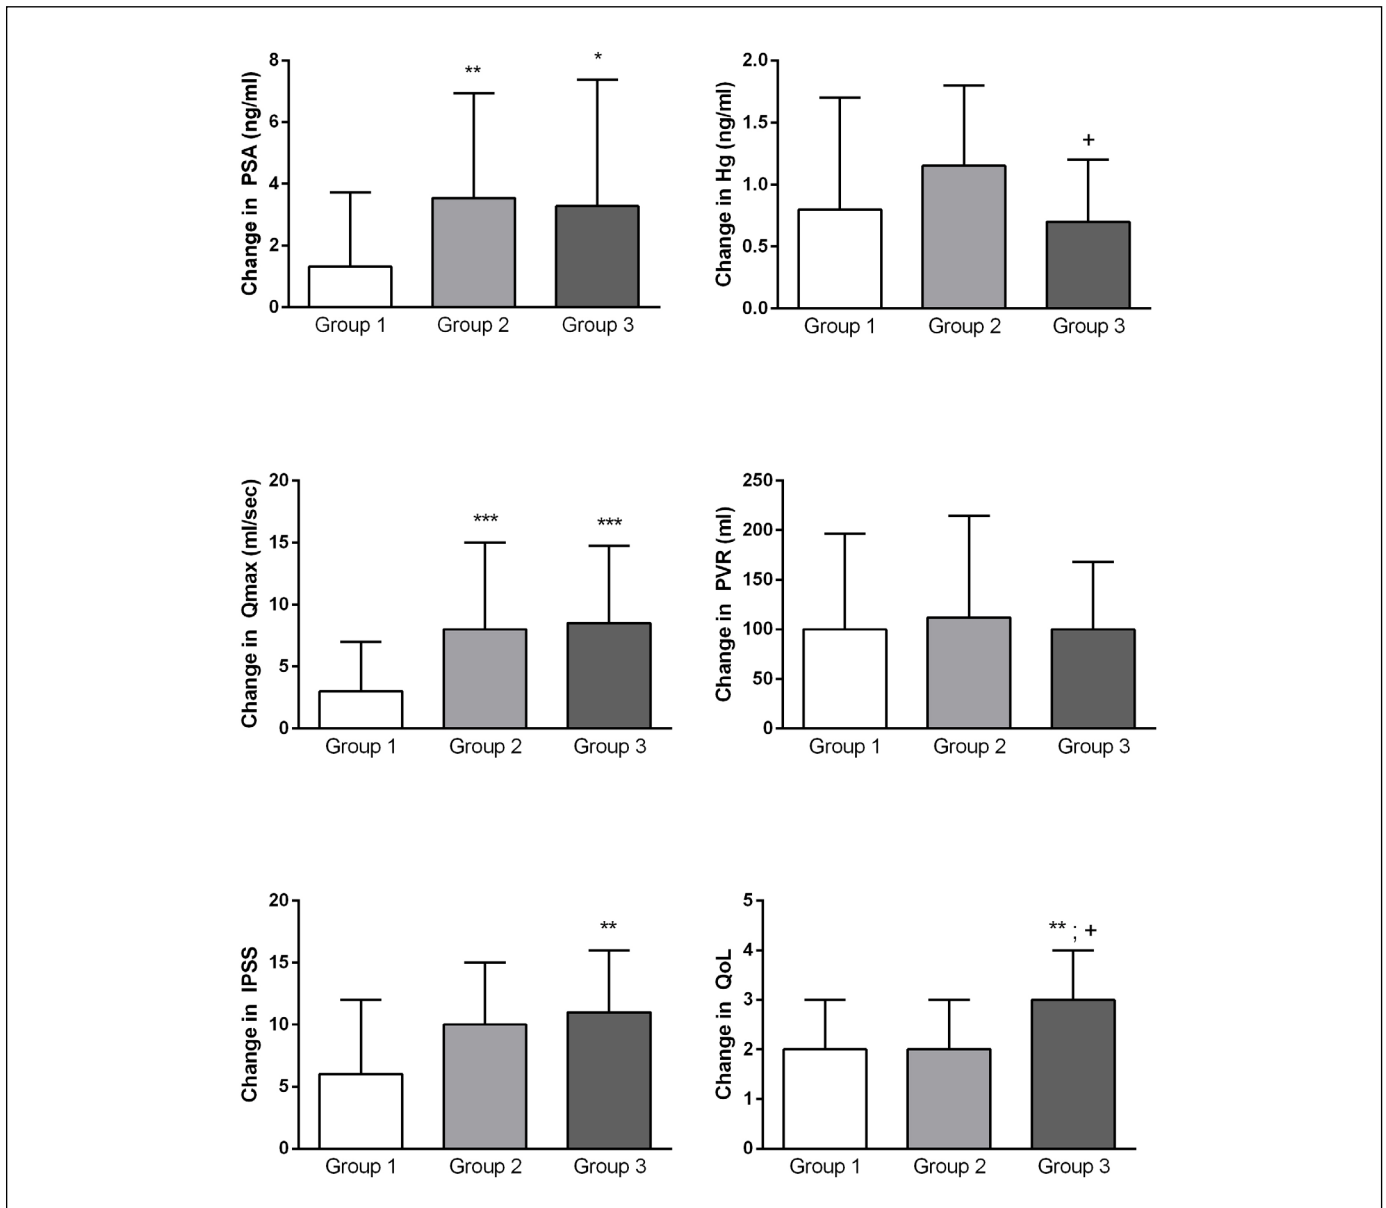 Change in PSA (ng/ml)
8
6
4
2
0
**
*
Group 1
Group 2
Group 3
Change in Hg (ng/ml)
2.0
1.5
1.0
0.5
0.0
+
Group 1
Group 2
Group 3
Change in Qmax (ml/sec)
20
15
10
5
0
***
***
Group 1
Group 2
Group 3
Change in PVR (ml)
250
200
150
100
50
0
Group 1
Group 2
Group 3
Change in IPSS
20
15
10
5
0
**
Group 1
Group 2
Group 3
Change in QoL
5
4
3
2
1
0
** ; +
Group 1
Group 2
Group 3